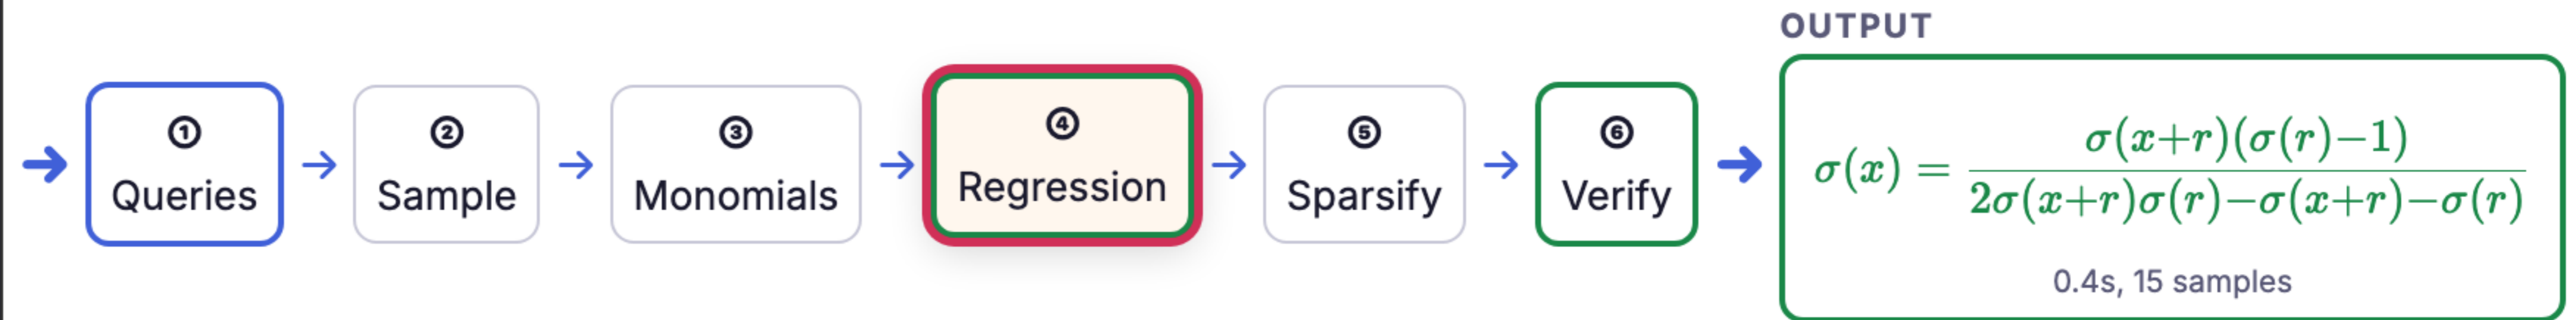 OUTPUT
① Queries
② Sample
③ Monomials
④ Regression
⑤ Sparsify
⑥ Verify
σ(x) = σ(x+r)(σ(r)−1) / 2σ(x+r)σ(r)−σ(x+r)−σ(r)
0.4s, 15 samples